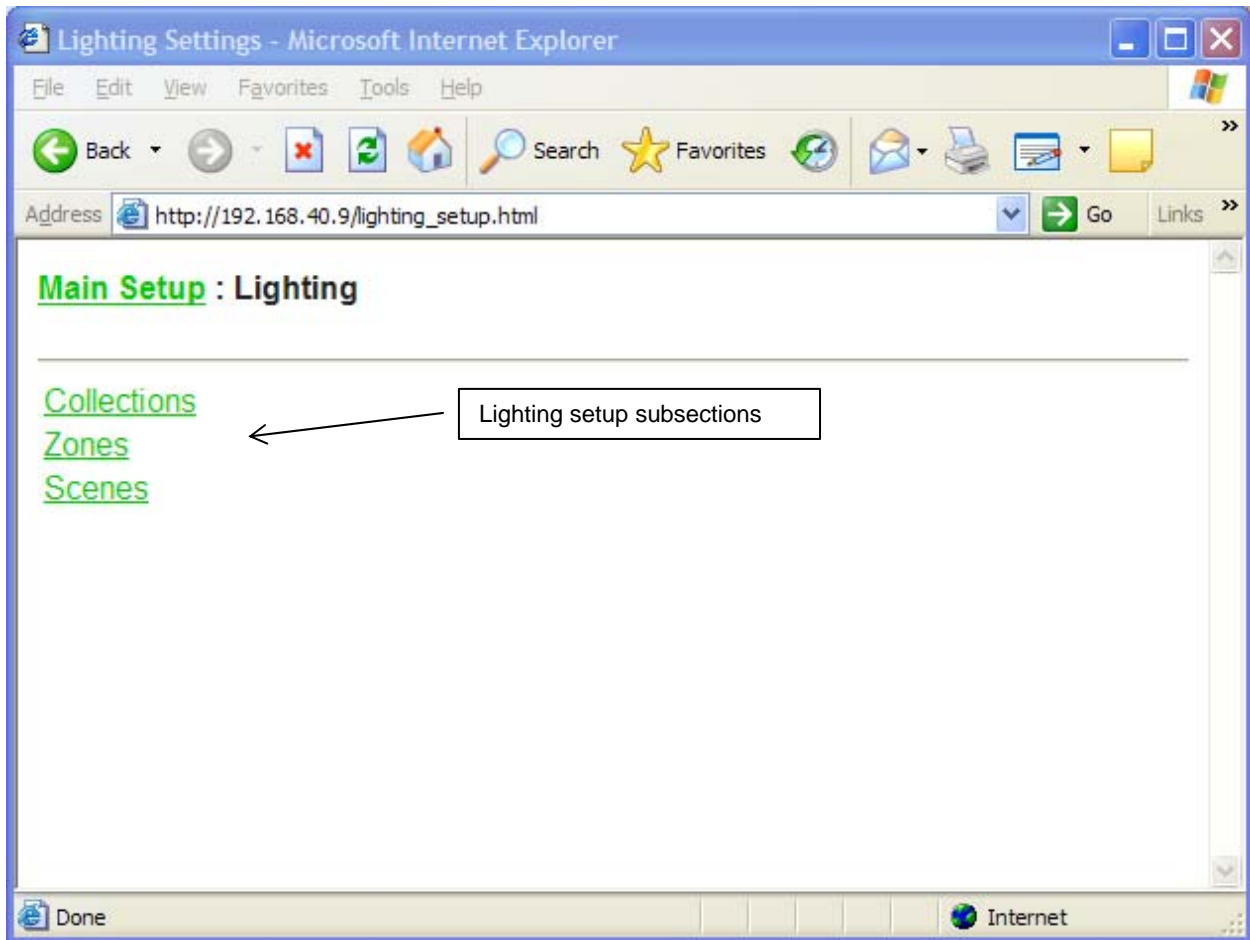 Lighting Settings - Microsoft Internet Explorer
File Edit View Favorites Tools Help
Back Search Favorites
Address http://192.168.40.9/lighting_setup.html Go Links
Main Setup : Lighting
Collections
Lighting setup subsections
Zones
Scenes
Done Internet